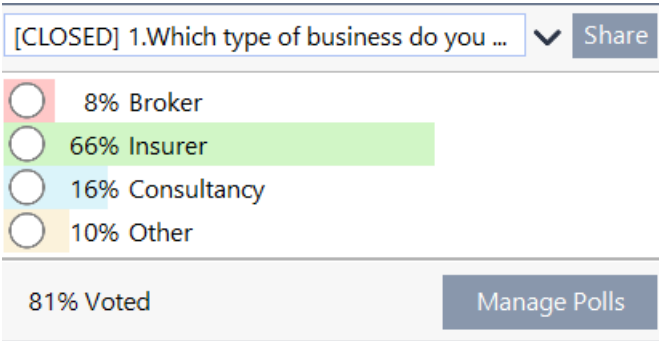 [CLOSED] 1.Which type of business do you ... Share
8% Broker
66% Insurer
16% Consultancy
10% Other
81% Voted Manage Polls